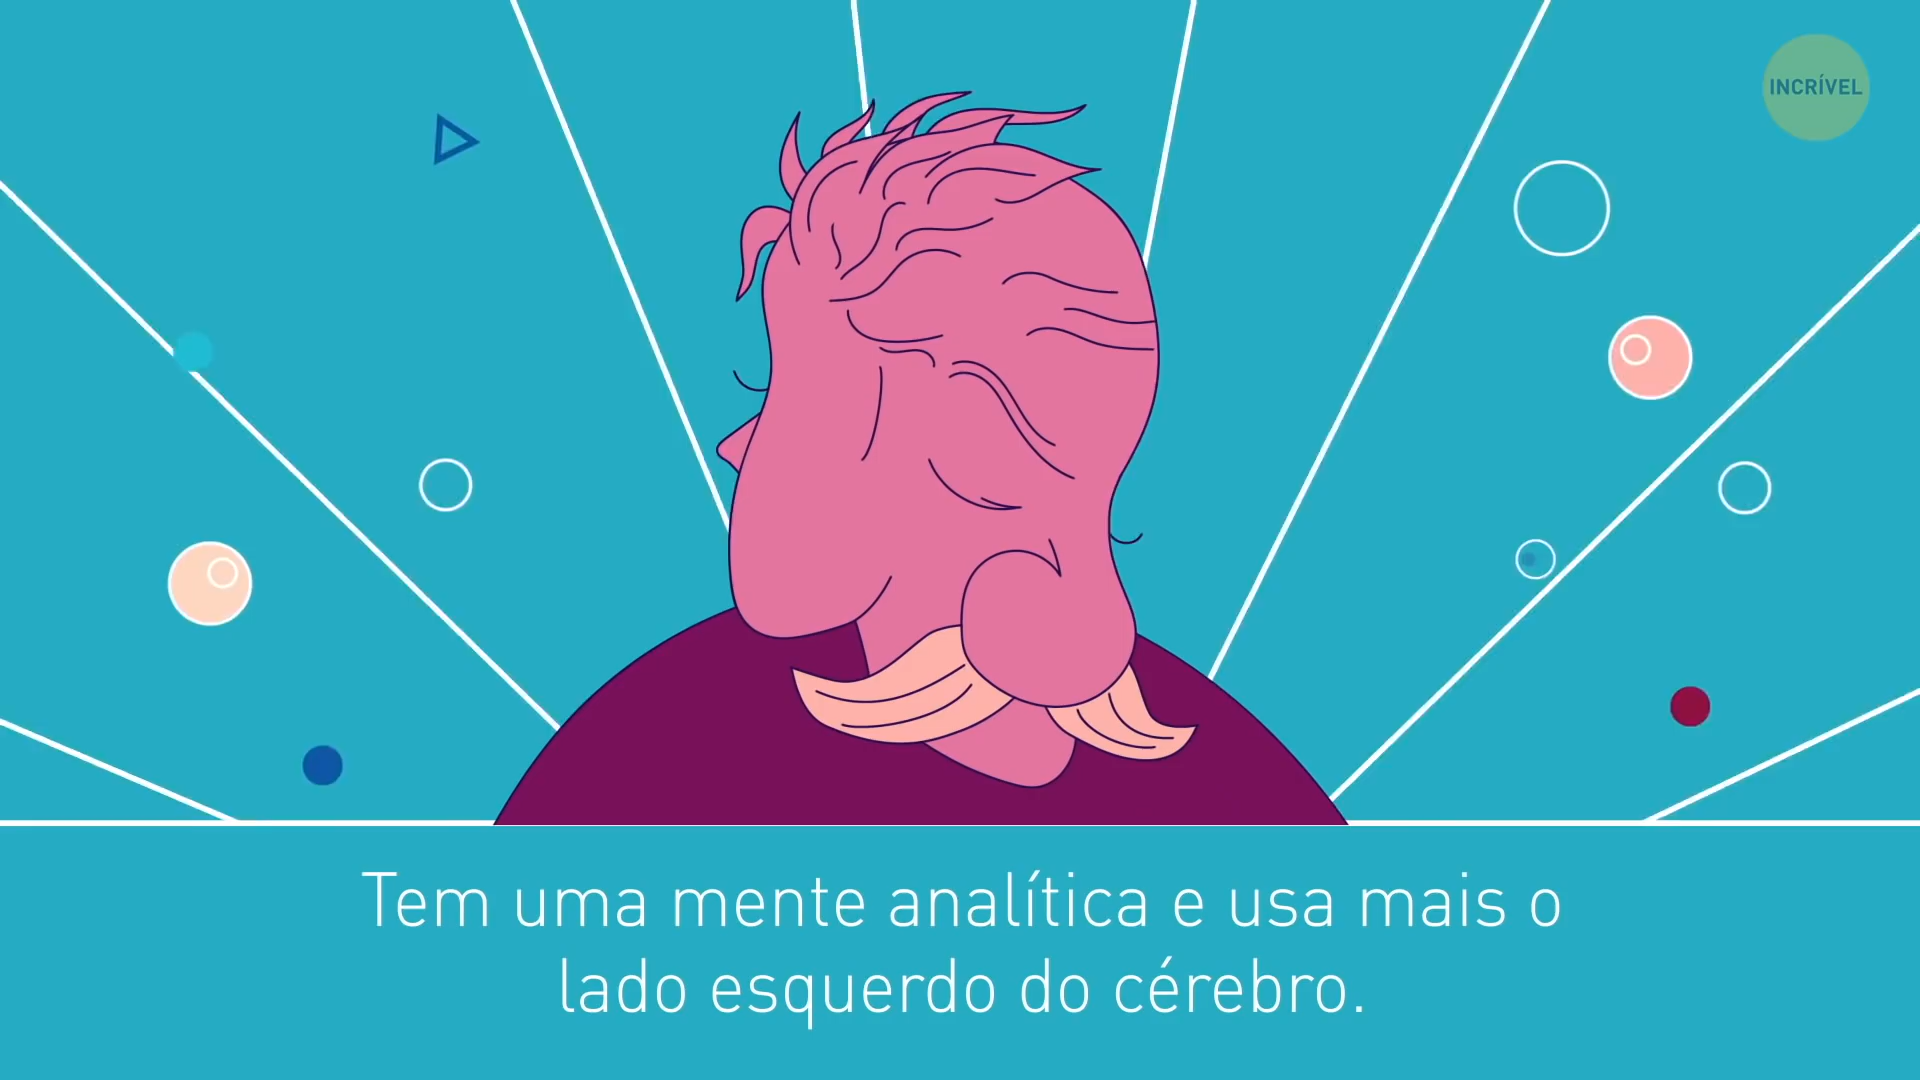 INCRÍVEL
Tem uma mente analítica e usa mais o
lado esquerdo do cérebro.